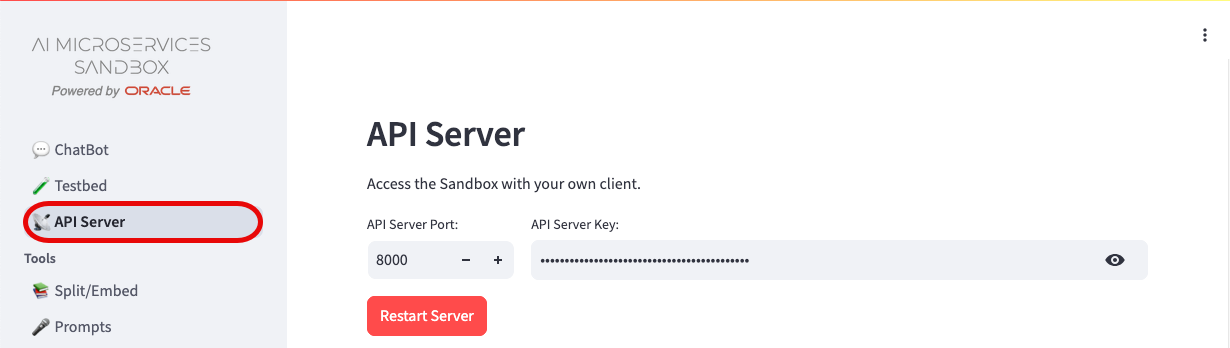 AI MICROSERVICES
SANDBOX
Powered by ORACLE
ChatBot
Testbed
API Server
Tools
Split/Embed
Prompts
API Server
Access the Sandbox with your own client.
API Server Port:
API Server Key:
8000
••••••••••••••••••••••••••••••••••••••••••••
Restart Server